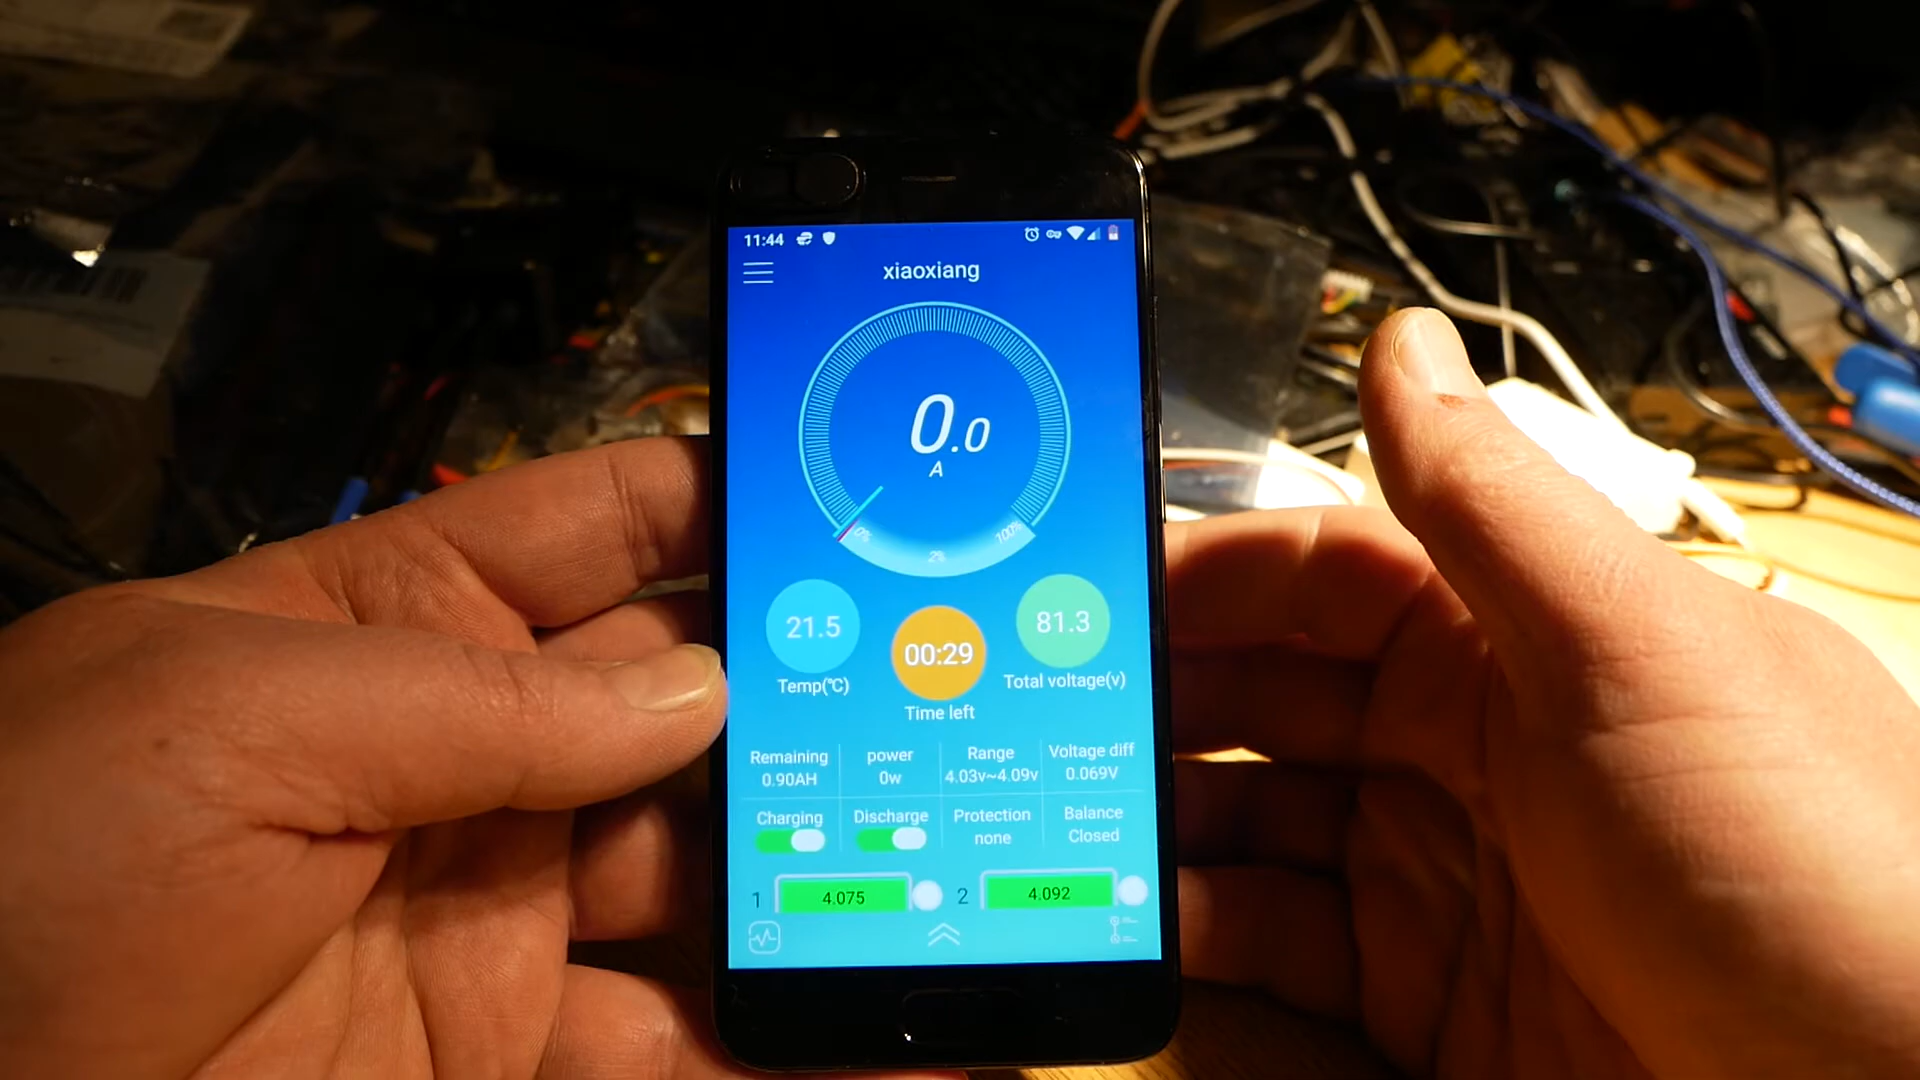 11:44
xiaoxiang
0.0
A
0%
2%
100%
21.5
Temp(℃)
00:29
Time left
81.3
Total voltage(v)
Remaining
0.90AH
power
0w
Range
4.03v~4.09v
Voltage diff
0.069V
Charging
Discharge
Protection
none
Balance
Closed
1
4.075
2
4.092